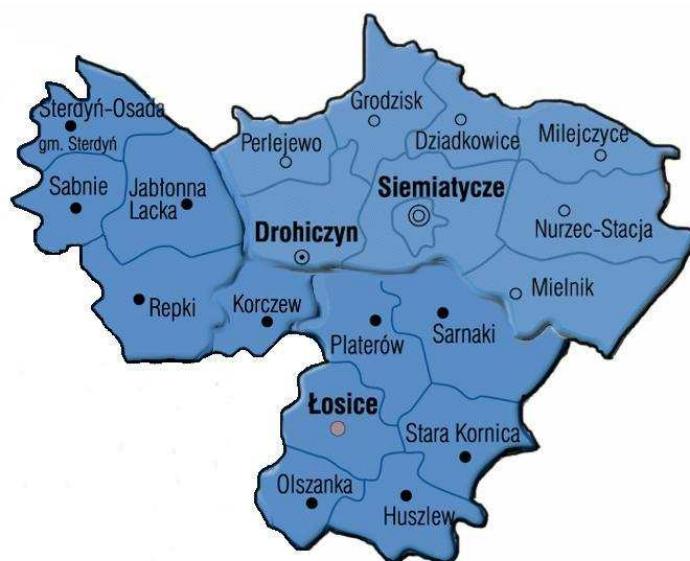 Grodzisk
Sterdyń-Osada
gm. Sterdyń
Perlejewo
Dziadkowice
Milejczyce
Sabnie
Jabłonna
Lacka
Siemiatycze
Drohiczyn
Nurzec-Stacja
Repki
Korczew
Mielnik
Platerów
Sarnaki
Łosice
Stara Kornica
Olszanka
Huszlew